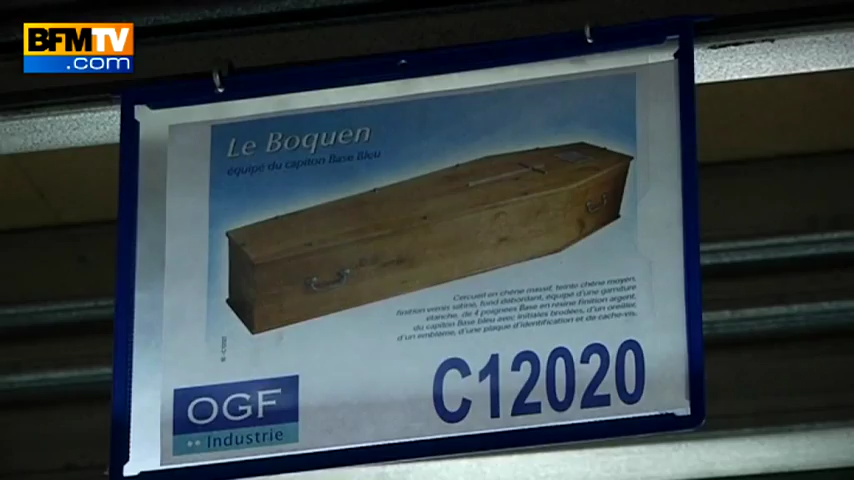 BFMTV
.com
Le Boquen
équipé du capiton Base Bleu
Cercueil en chêne massif, teinte chêne moyen,
finition vernis satiné, fond débordant, équipé d'une garniture
étanche, de 4 poignées Base en résine finition argent,
du capiton Base bleu avec initiales brodées, d'un oreiller,
d'un emblème, d'une plaque d'identification et de cache-vis.
C12020
OGF
Industrie